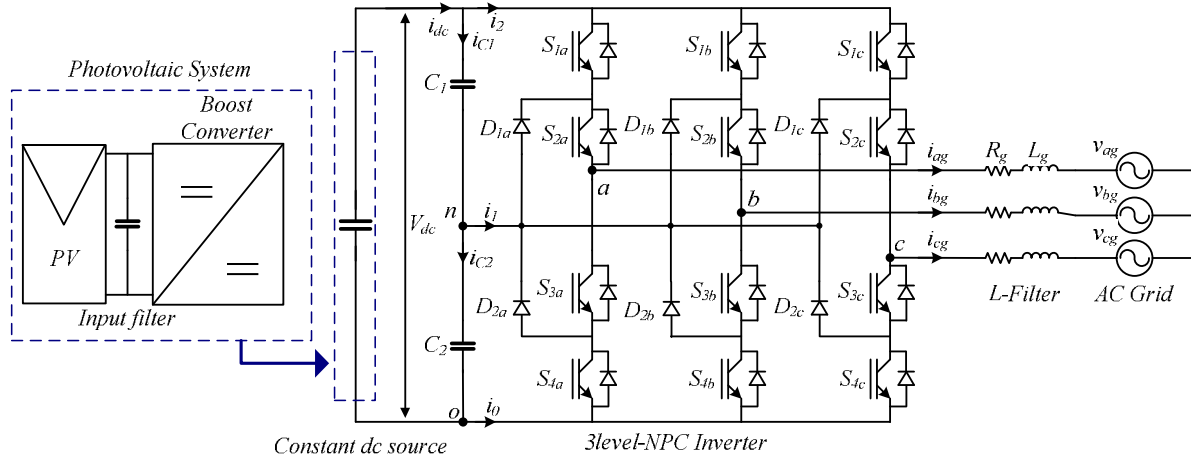 i_dc
i_2
i_C1
S_1a
S_1b
S_1c
Photovoltaic System
C_1
Boost
Converter
D_1a
S_2a
D_1b
S_2b
D_1c
S_2c
i_ag
R_g
L_g
v_ag
a
n
i_1
V_dc
b
i_bg
v_bg
PV
i_C2
c
i_cg
v_cg
S_3a
S_3b
S_3c
L-Filter
AC Grid
D_2a
D_2b
D_2c
Input filter
C_2
S_4a
S_4b
S_4c
o
i_0
Constant dc source
3level-NPC Inverter